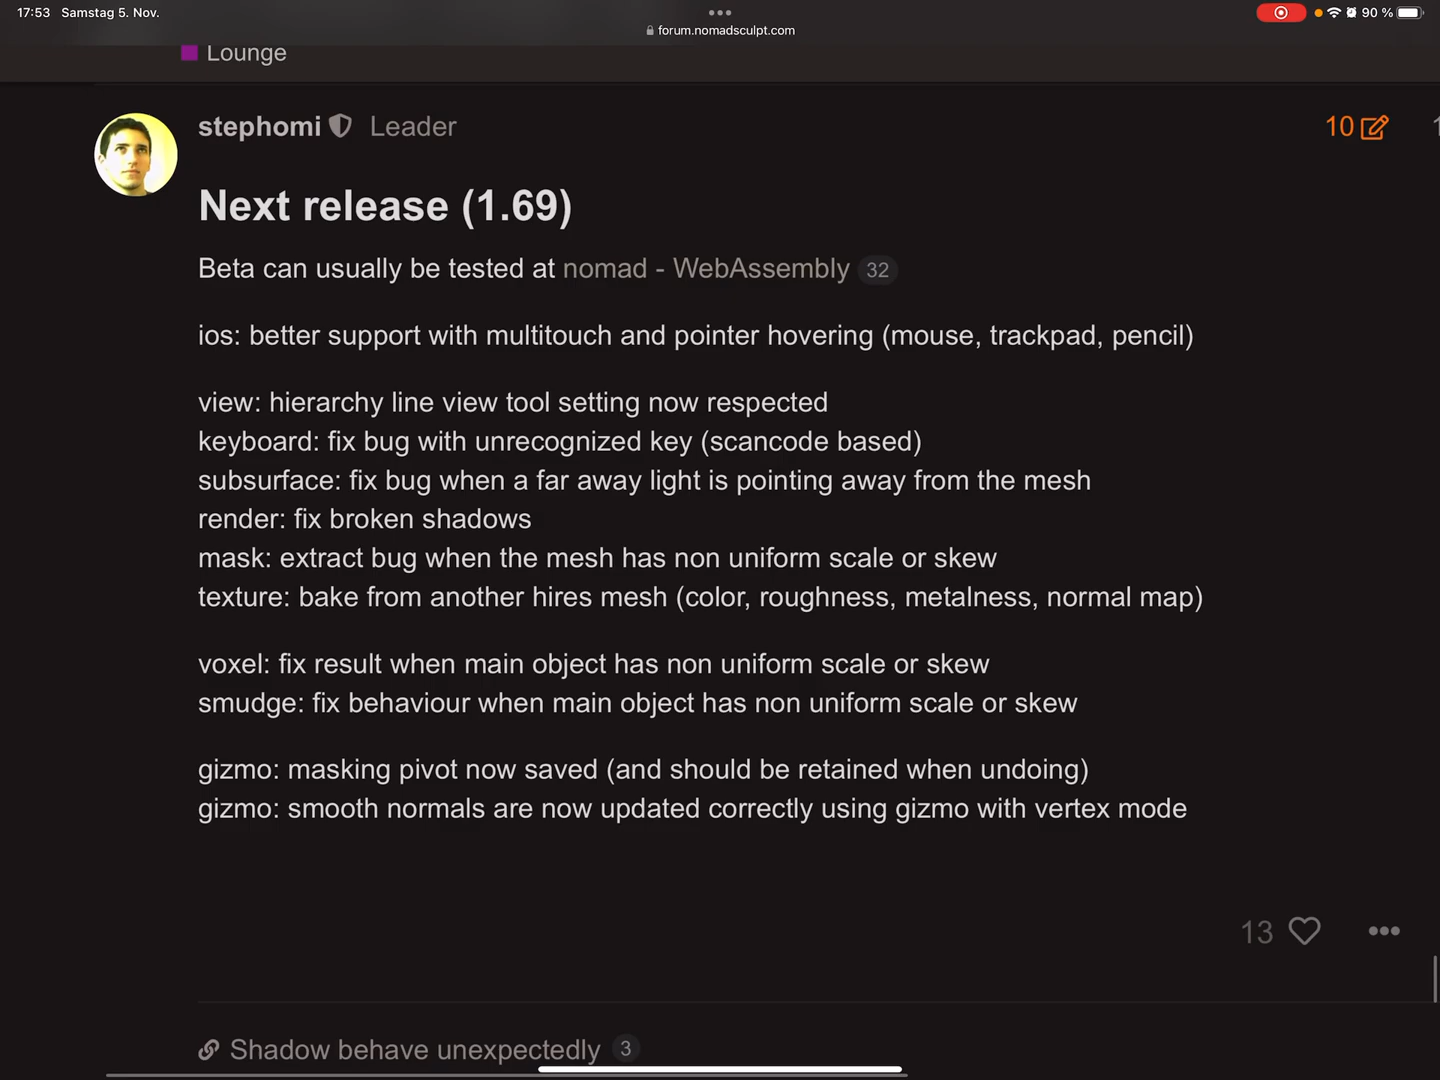 17:53 Samstag 5. Nov.
90 %
forum.nomadsculpt.com
Lounge
stephomi Leader
10
Next release (1.69)
Beta can usually be tested at nomad - WebAssembly 32
ios: better support with multitouch and pointer hovering (mouse, trackpad, pencil)
view: hierarchy line view tool setting now respected
keyboard: fix bug with unrecognized key (scancode based)
subsurface: fix bug when a far away light is pointing away from the mesh
render: fix broken shadows
mask: extract bug when the mesh has non uniform scale or skew
texture: bake from another hires mesh (color, roughness, metalness, normal map)
voxel: fix result when main object has non uniform scale or skew
smudge: fix behaviour when main object has non uniform scale or skew
gizmo: masking pivot now saved (and should be retained when undoing)
gizmo: smooth normals are now updated correctly using gizmo with vertex mode
13
Shadow behave unexpectedly 3